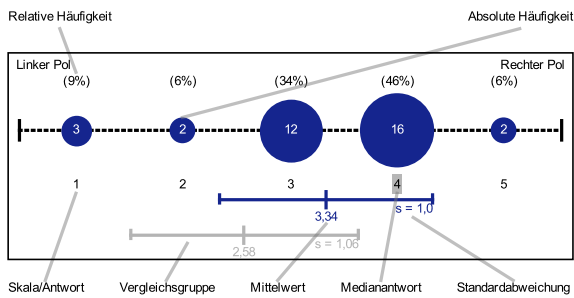 Relative Häufigkeit Absolute Häufigkeit
Linker Pol Rechter Pol
(9%) (6%) (34%) (46%) (6%)
3 2 12 16 2
1 2 3 4 5
3,34 s = 1,0
2,58 s = 1,06
Skala/Antwort Vergleichsgruppe Mittelwert Medianantwort Standardabweichung